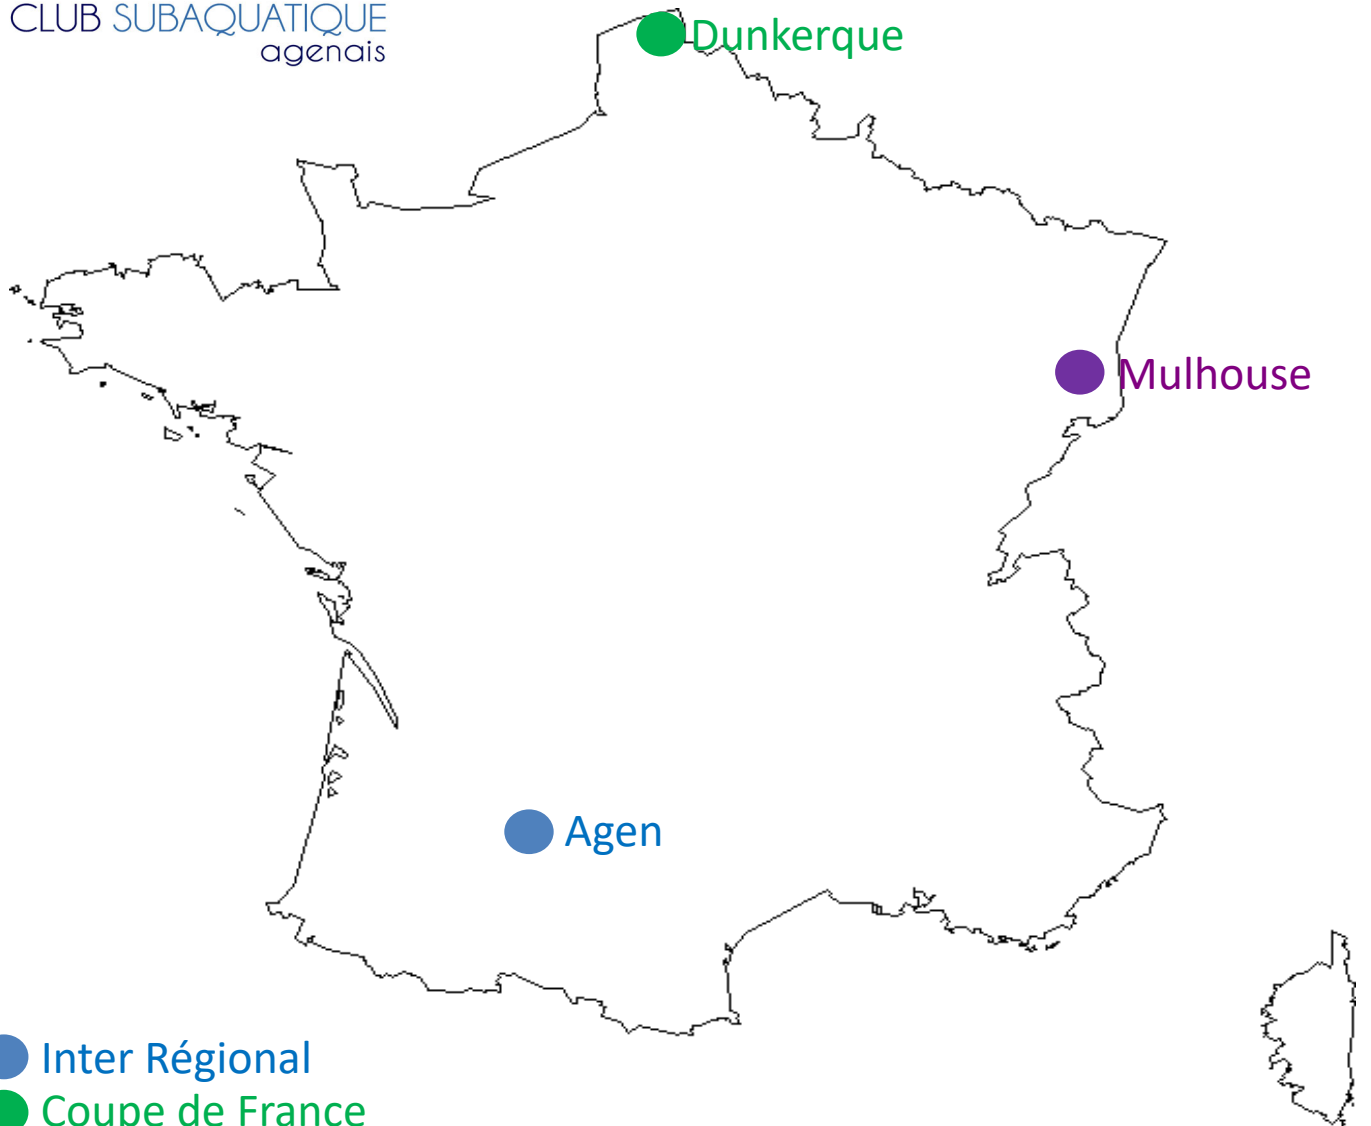 CLUB SUBAQUATIQUE
agenais
Dunkerque
Mulhouse
Agen
Inter Régional
Coupe de France